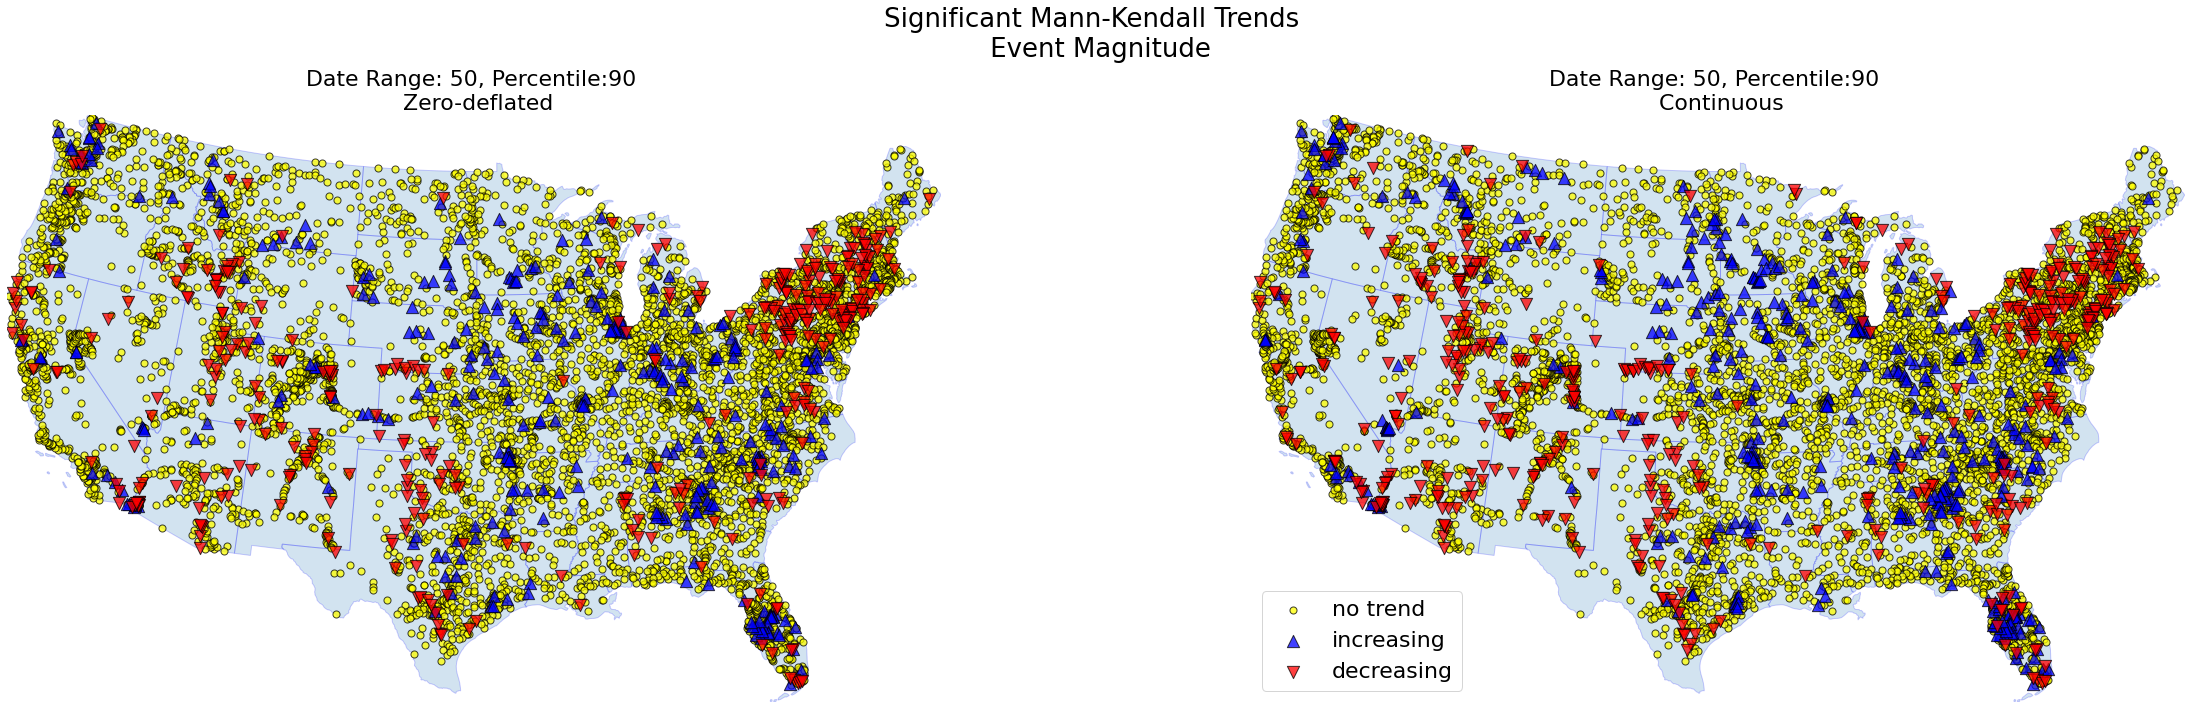 Significant Mann-Kendall Trends
Event Magnitude
Date Range: 50, Percentile:90
Zero-deflated
Date Range: 50, Percentile:90
Continuous
no trend
increasing
decreasing